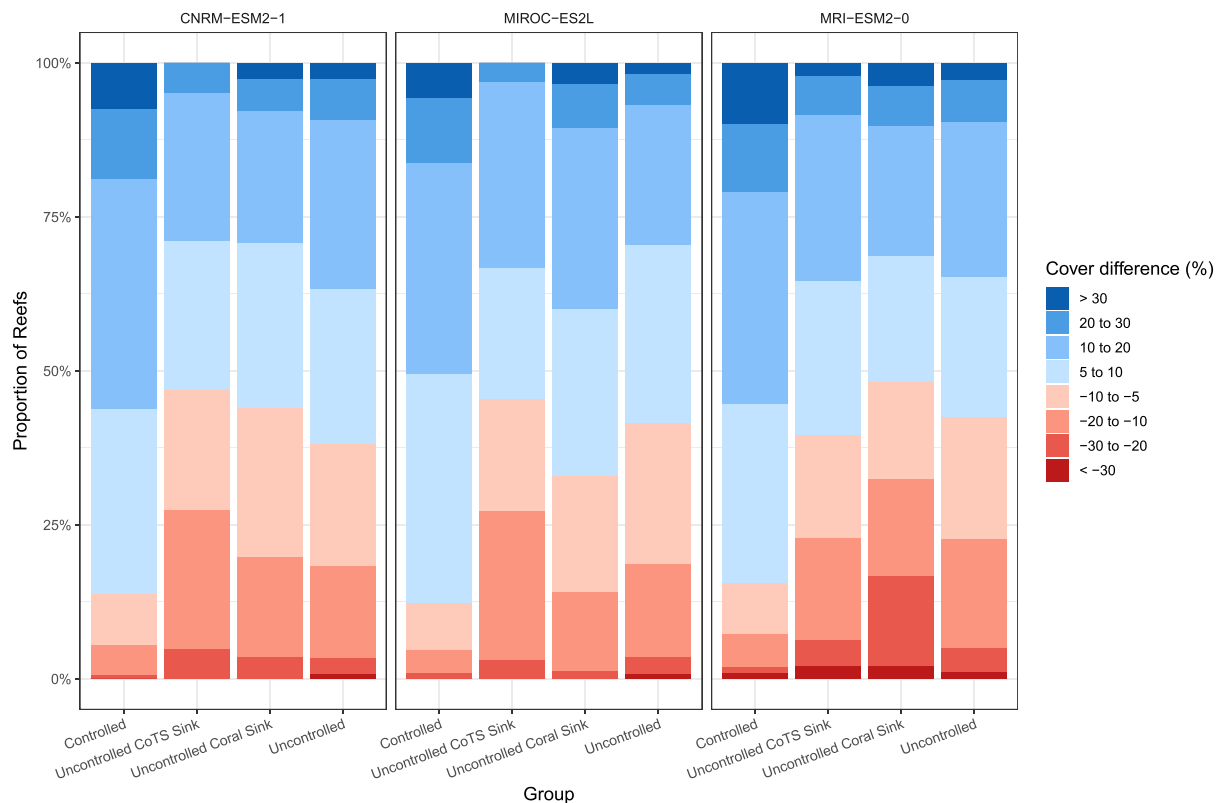 CNRM−ESM2−1
MIROC−ES2L
MRI−ESM2−0
Proportion of Reefs
100%
75%
50%
25%
0%
Controlled
Uncontrolled CoTS Sink
Uncontrolled Coral Sink
Uncontrolled
Controlled
Uncontrolled CoTS Sink
Uncontrolled Coral Sink
Uncontrolled
Controlled
Uncontrolled CoTS Sink
Uncontrolled Coral Sink
Uncontrolled
Group
Cover difference (%)
> 30
20 to 30
10 to 20
5 to 10
−10 to −5
−20 to −10
−30 to −20
< −30